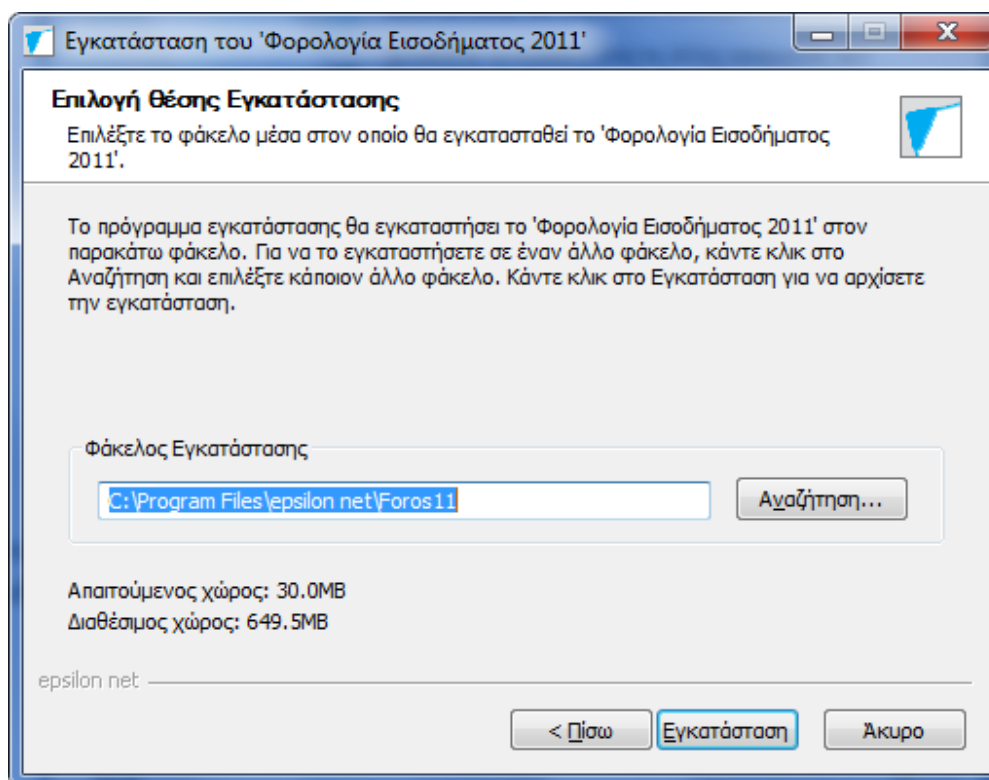 Εγκατάσταση του 'Φορολογία Εισοδήματος 2011'
Επιλογή Θέσης Εγκατάστασης
Επιλέξτε το φάκελο μέσα στον οποίο θα εγκατασταθεί το 'Φορολογία Εισοδήματος
2011'.
Το πρόγραμμα εγκατάστασης θα εγκαταστήσει το 'Φορολογία Εισοδήματος 2011' στον
παρακάτω φάκελο. Για να το εγκαταστήσετε σε έναν άλλο φάκελο, κάντε κλικ στο
Αναζήτηση και επιλέξτε κάποιον άλλο φάκελο. Κάντε κλικ στο Εγκατάσταση για να αρχίσετε
την εγκατάσταση.
Φάκελος Εγκατάστασης
C:\Program Files\epsilon net\Foros11
Αναζήτηση...
Απαιτούμενος χώρος: 30.0MB
Διαθέσιμος χώρος: 649.5MB
epsilon net
< Πίσω Εγκατάσταση Άκυρο